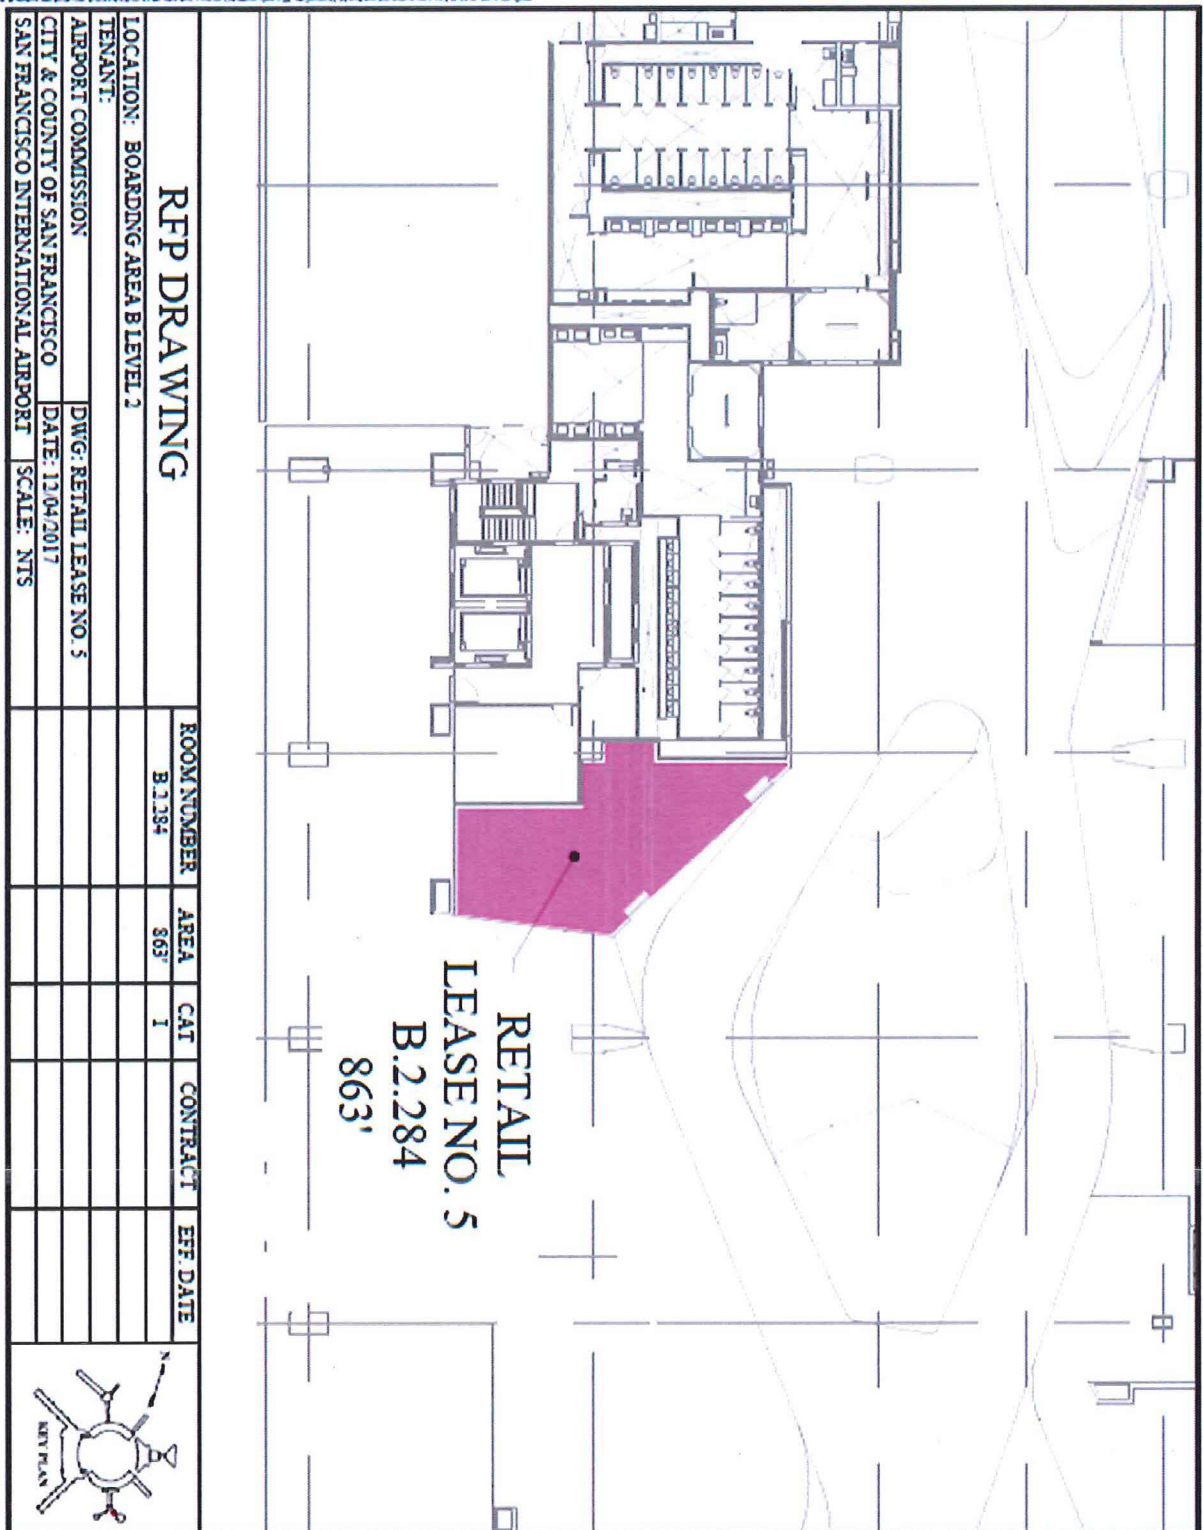 RETAIL
LEASE NO. 5
B.2.284
863'
RFP DRAWING
LOCATION: BOARDING AREA B LEVEL 2
TENANT:
AIRPORT COMMISSION
DWG: RETAIL LEASE NO. 5
CITY & COUNTY OF SAN FRANCISCO
DATE: 12/04/2017
SAN FRANCISCO INTERNATIONAL AIRPORT
SCALE: NTS
ROOM NUMBER AREA CAT CONTRACT EFF. DATE
B.2.284 863' I
N
KEY PLAN